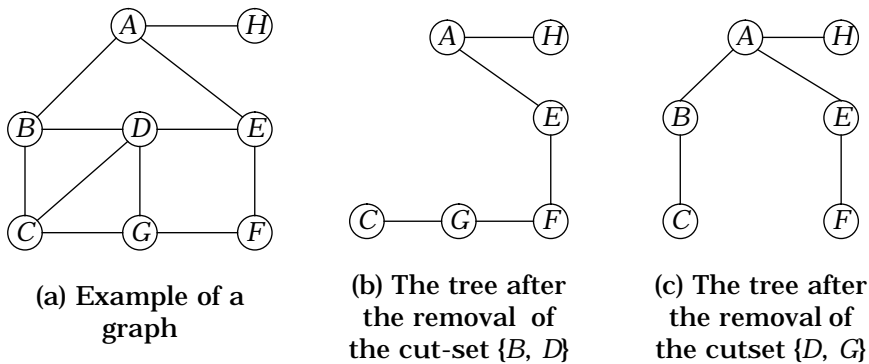 A H A H A H
B D E E B E
C G F C G F C F
(a) Example of a
graph
(b) The tree after
the removal of
the cut-set {B, D}
(c) The tree after
the removal of
the cutset {D, G}